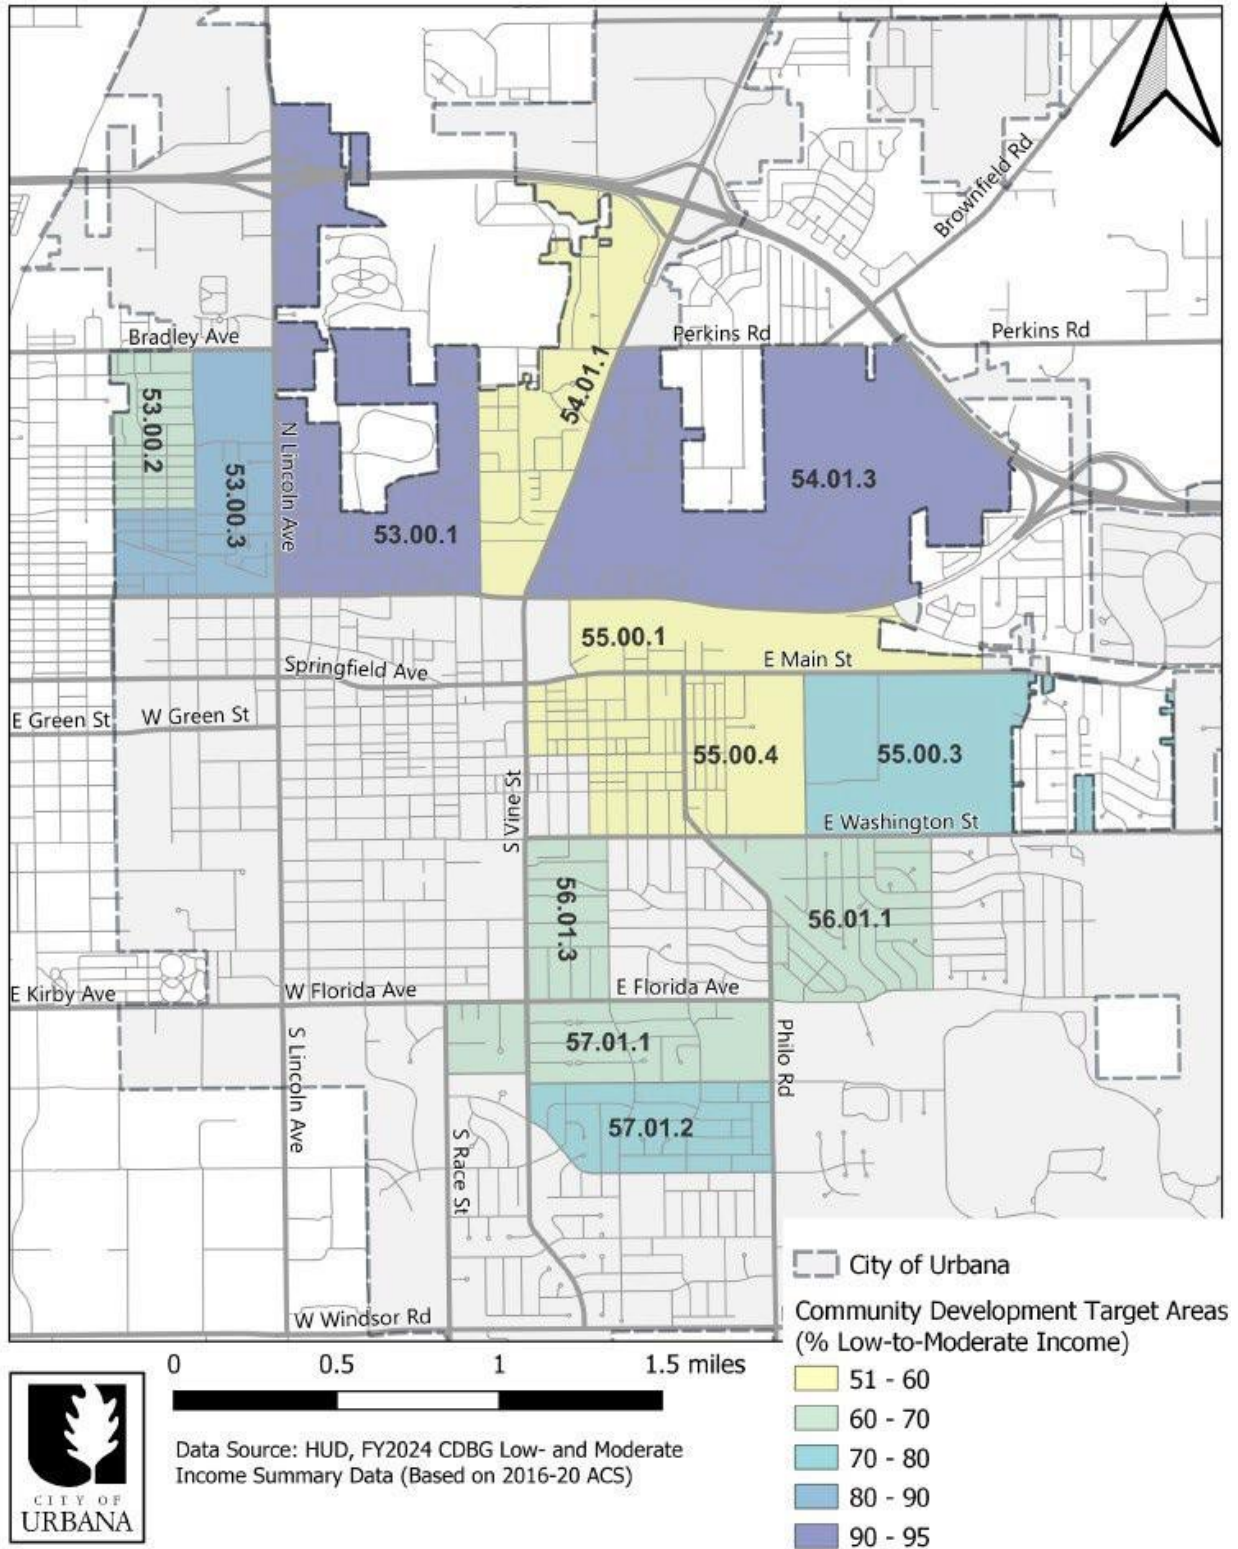 Brownfield Rd
Bradley Ave
Perkins Rd
Perkins Rd
53.00.2
53.00.3
N Lincoln Ave
53.00.1
54.01.1
54.01.3
55.00.1
Springfield Ave
E Main St
E Green St
W Green St
S Vine St
55.00.4
55.00.3
E Washington St
56.01.3
56.01.1
E Kirby Ave
W Florida Ave
E Florida Ave
S Lincoln Ave
57.01.1
Philo Rd
57.01.2
S Race St
W Windsor Rd
City of Urbana
Community Development Target Areas
(% Low-to-Moderate Income)
51 - 60
60 - 70
70 - 80
80 - 90
90 - 95
0 0.5 1 1.5 miles
Data Source: HUD, FY2024 CDBG Low- and Moderate
Income Summary Data (Based on 2016-20 ACS)
CITY OF
URBANA